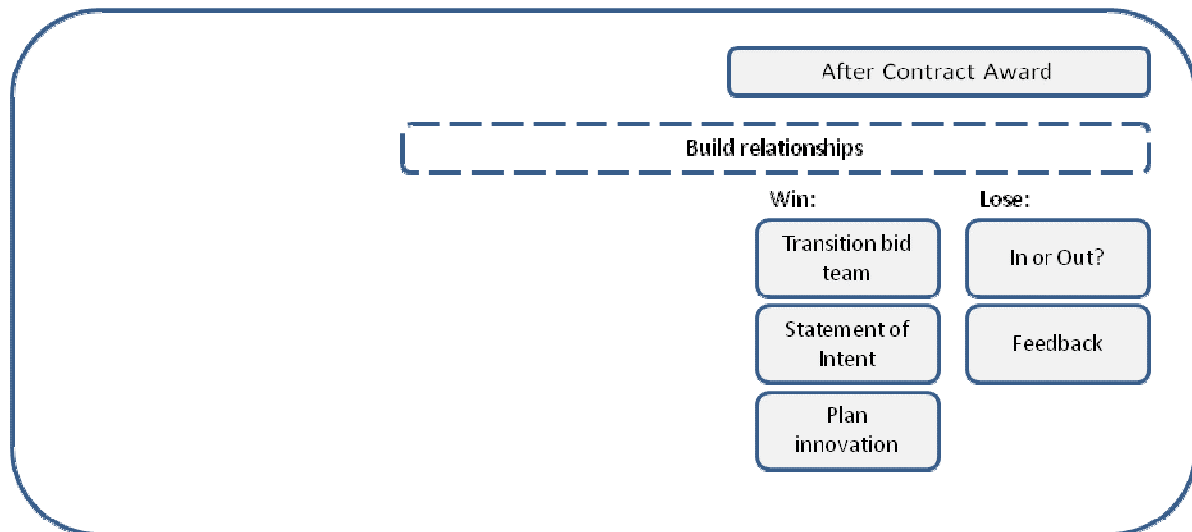 After Contract Award
Build relationships
Win:
Lose:
Transition bid
team
In or Out?
Statement of
Intent
Feedback
Plan
innovation